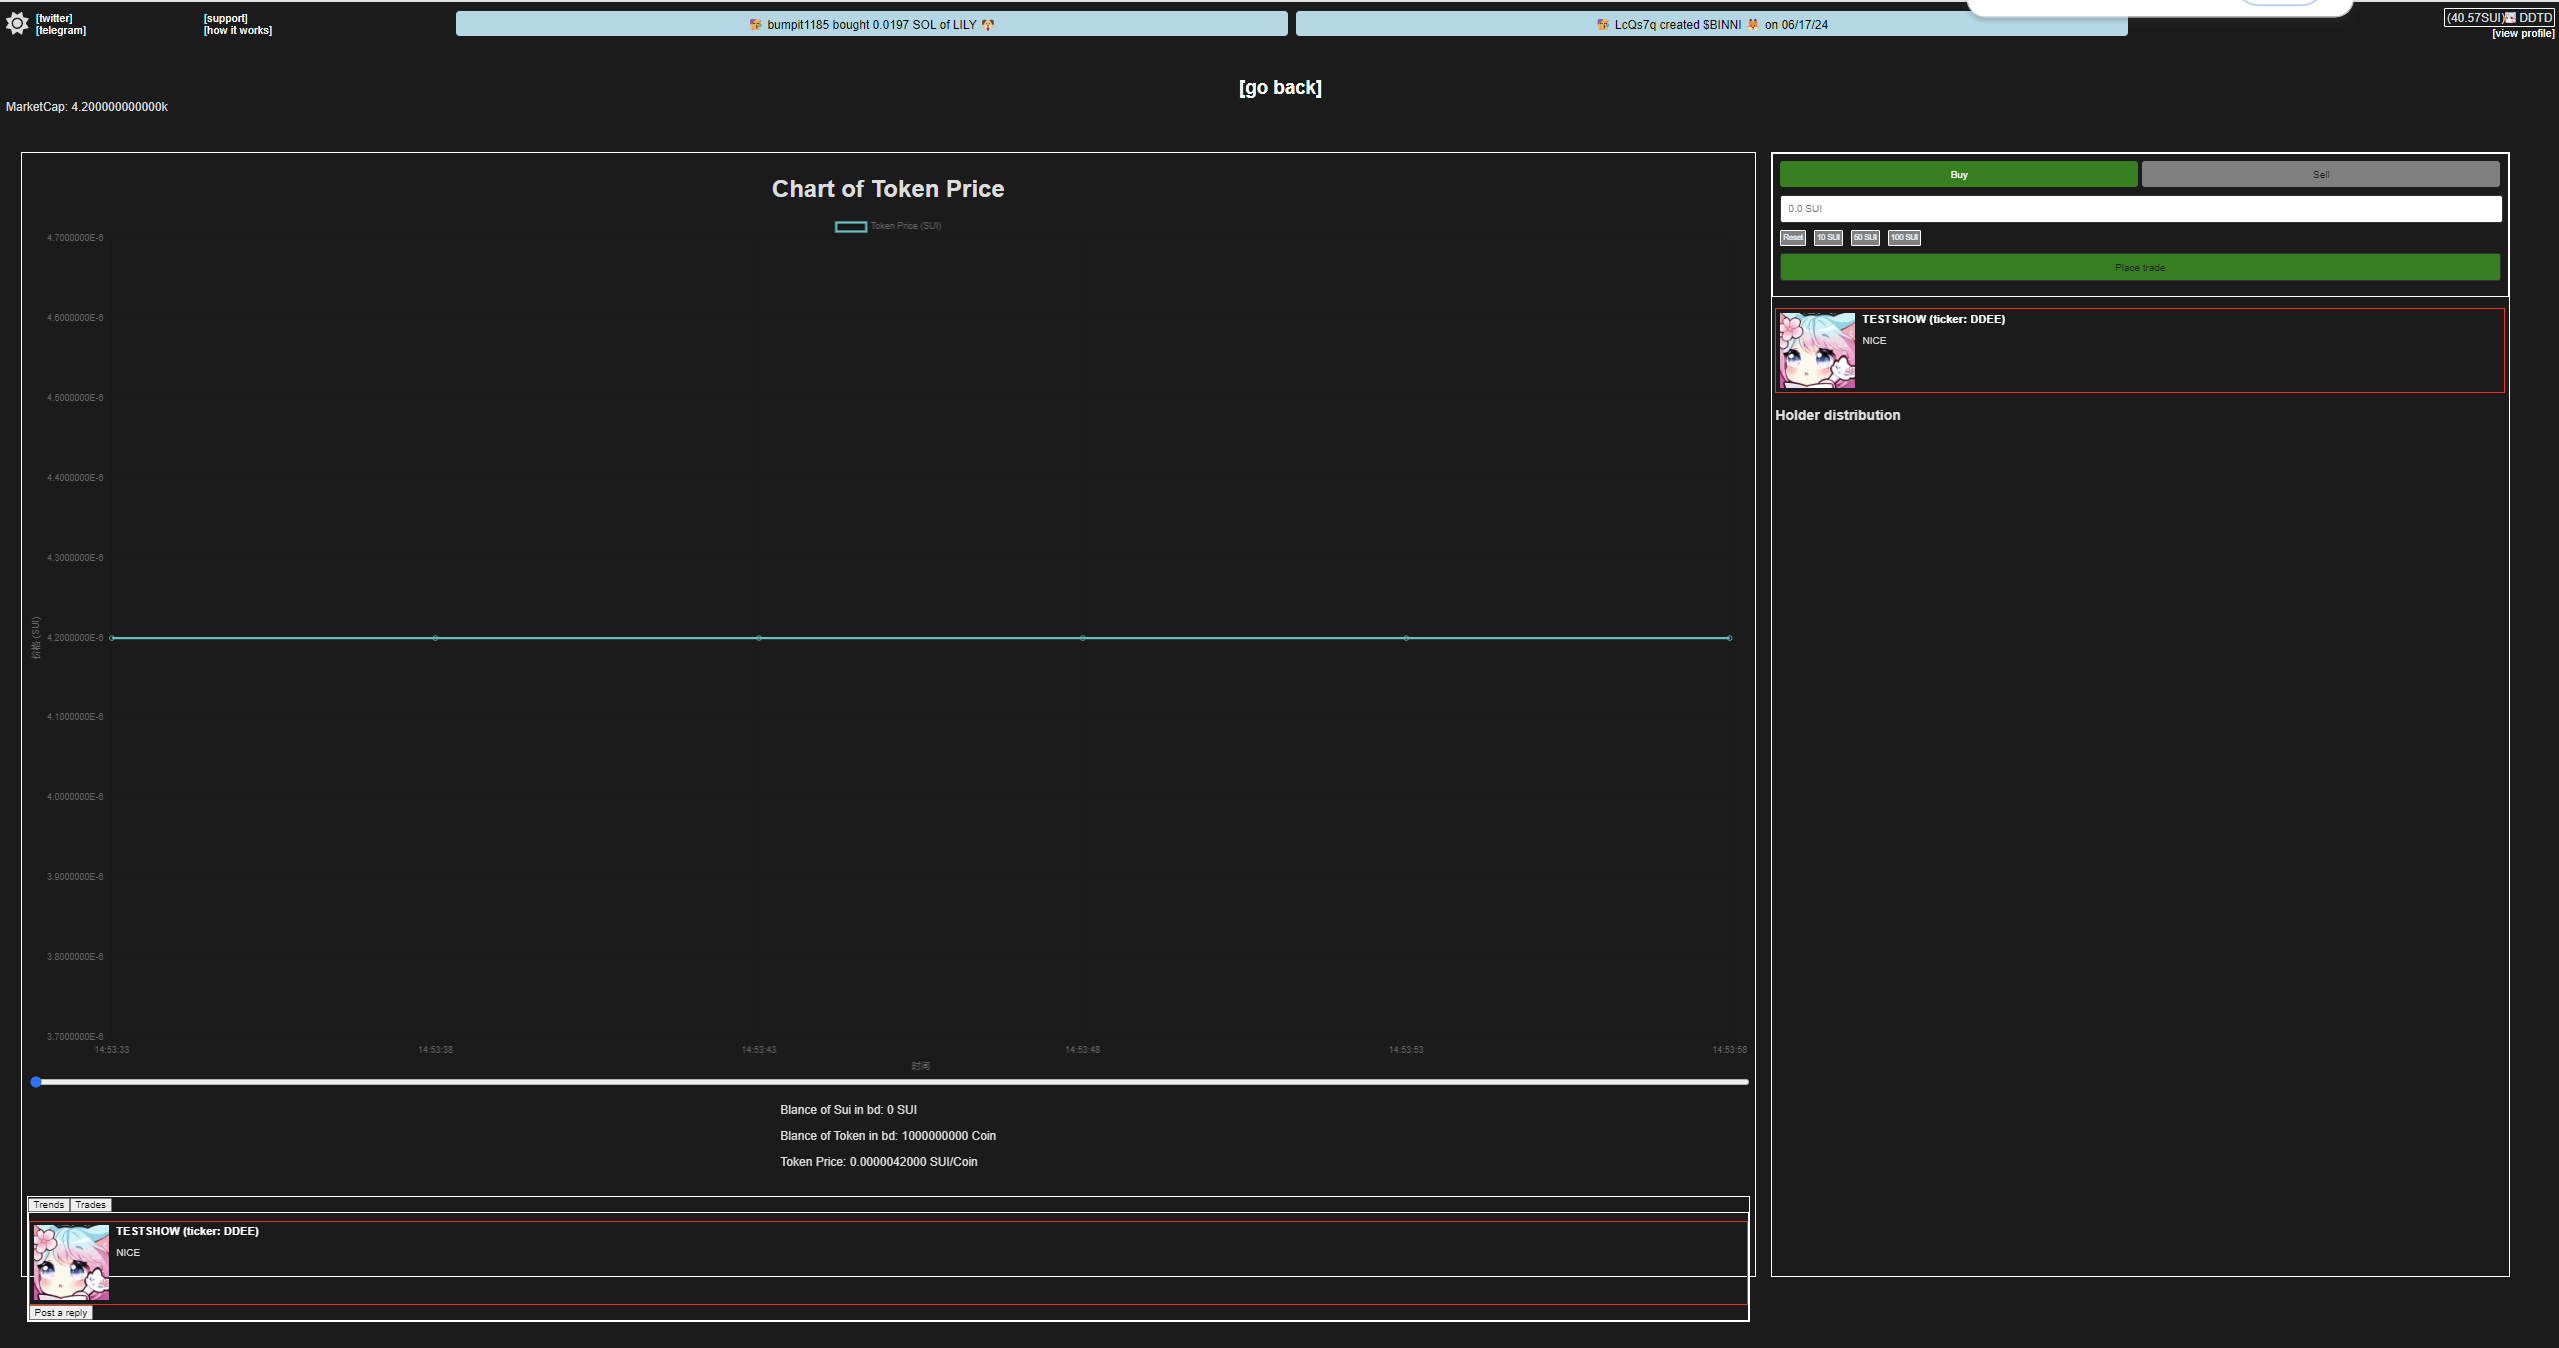 [twitter]
[telegram]
[support]
[how it works]
bumpit1185 bought 0.0197 SOL of LILY
LcQs7q created $BINNI 🦊 on 06/17/24
(40.57SUI) DDTD
[view profile]
[go back]
MarketCap: 4.200000000000k
Chart of Token Price
Token Price (SUI)
4.7000000E-6
4.6000000E-6
4.5000000E-6
4.4000000E-6
4.3000000E-6
4.2000000E-6
4.1000000E-6
4.0000000E-6
3.9000000E-6
3.8000000E-6
3.7000000E-6
价格 (SUI)
14:53:33
14:53:38
14:53:43
14:53:48
14:53:53
14:53:58
时间
Blance of Sui in bd: 0 SUI
Blance of Token in bd: 1000000000 Coin
Token Price: 0.0000042000 SUI/Coin
Trends
Trades
TESTSHOW (ticker: DDEE)
NICE
Post a reply
Buy
Sell
0.0 SUI
Reset
10 SUI
50 SUI
100 SUI
Place trade
TESTSHOW (ticker: DDEE)
NICE
Holder distribution